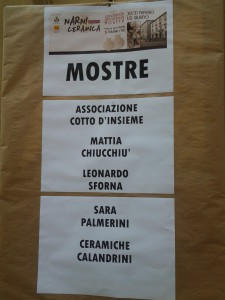 NARNI
CERAMICA
MOSTRE
ASSOCIAZIONE
COTTO D'INSIEME
MATTIA
CHIUCCHIU'
LEONARDO
SFORNA
SARA
PALMERINI
CERAMICHE
CALANDRINI